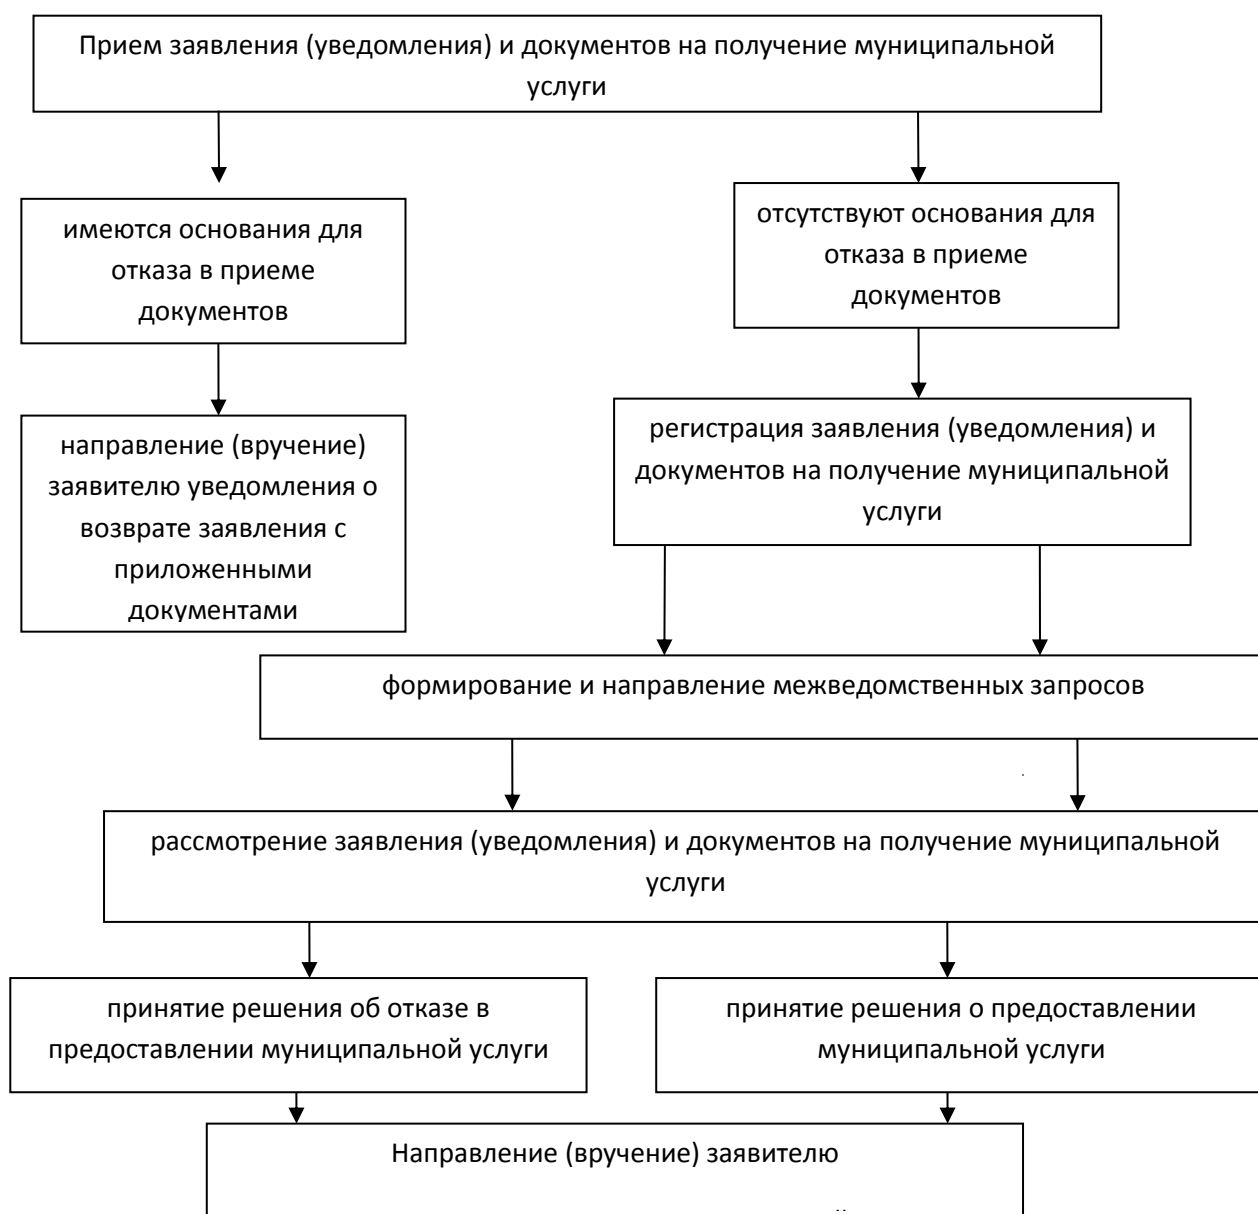 Прием заявления (уведомления) и документов на получение муниципальной
услуги
имеются основания для
отказа в приеме
документов
отсутствуют основания для
отказа в приеме
документов
направление (вручение)
заявителю уведомления о
возврате заявления с
приложенными
документами
регистрация заявления (уведомления) и
документов на получение муниципальной
услуги
формирование и направление межведомственных запросов
рассмотрение заявления (уведомления) и документов на получение муниципальной
услуги
принятие решения об отказе в
предоставлении муниципальной услуги
принятие решения о предоставлении
муниципальной услуги
Направление (вручение) заявителю